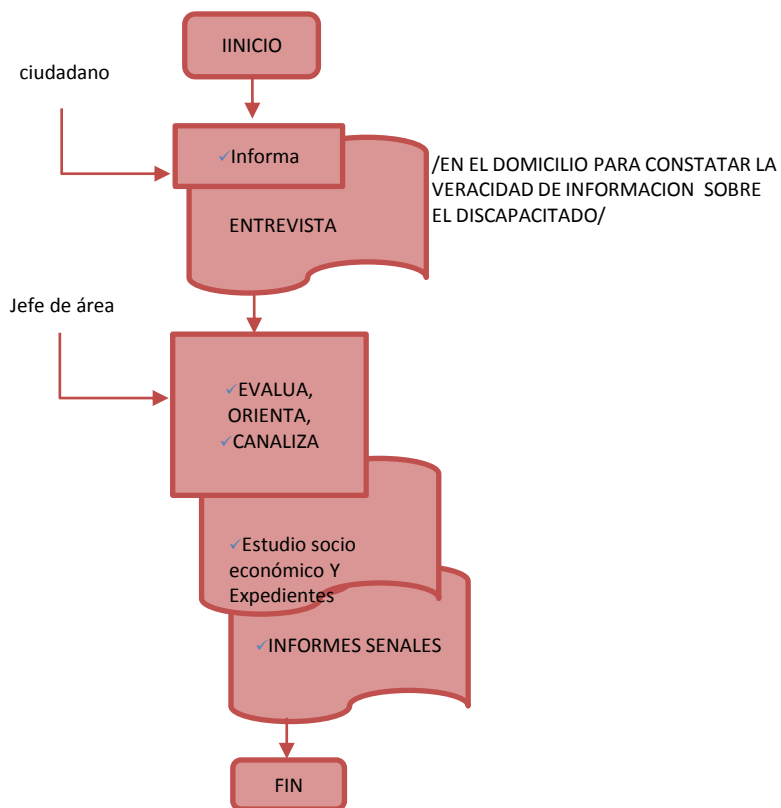 IINICIO
ciudadano
✓Informa
/EN EL DOMICILIO PARA CONSTATAR LA
VERACIDAD DE INFORMACION SOBRE
EL DISCAPACITADO/
ENTREVISTA
Jefe de área
✓EVALUA,
ORIENTA,
✓CANALIZA
✓Estudio socio
económico Y
Expedientes
✓INFORMES SENALES
FIN